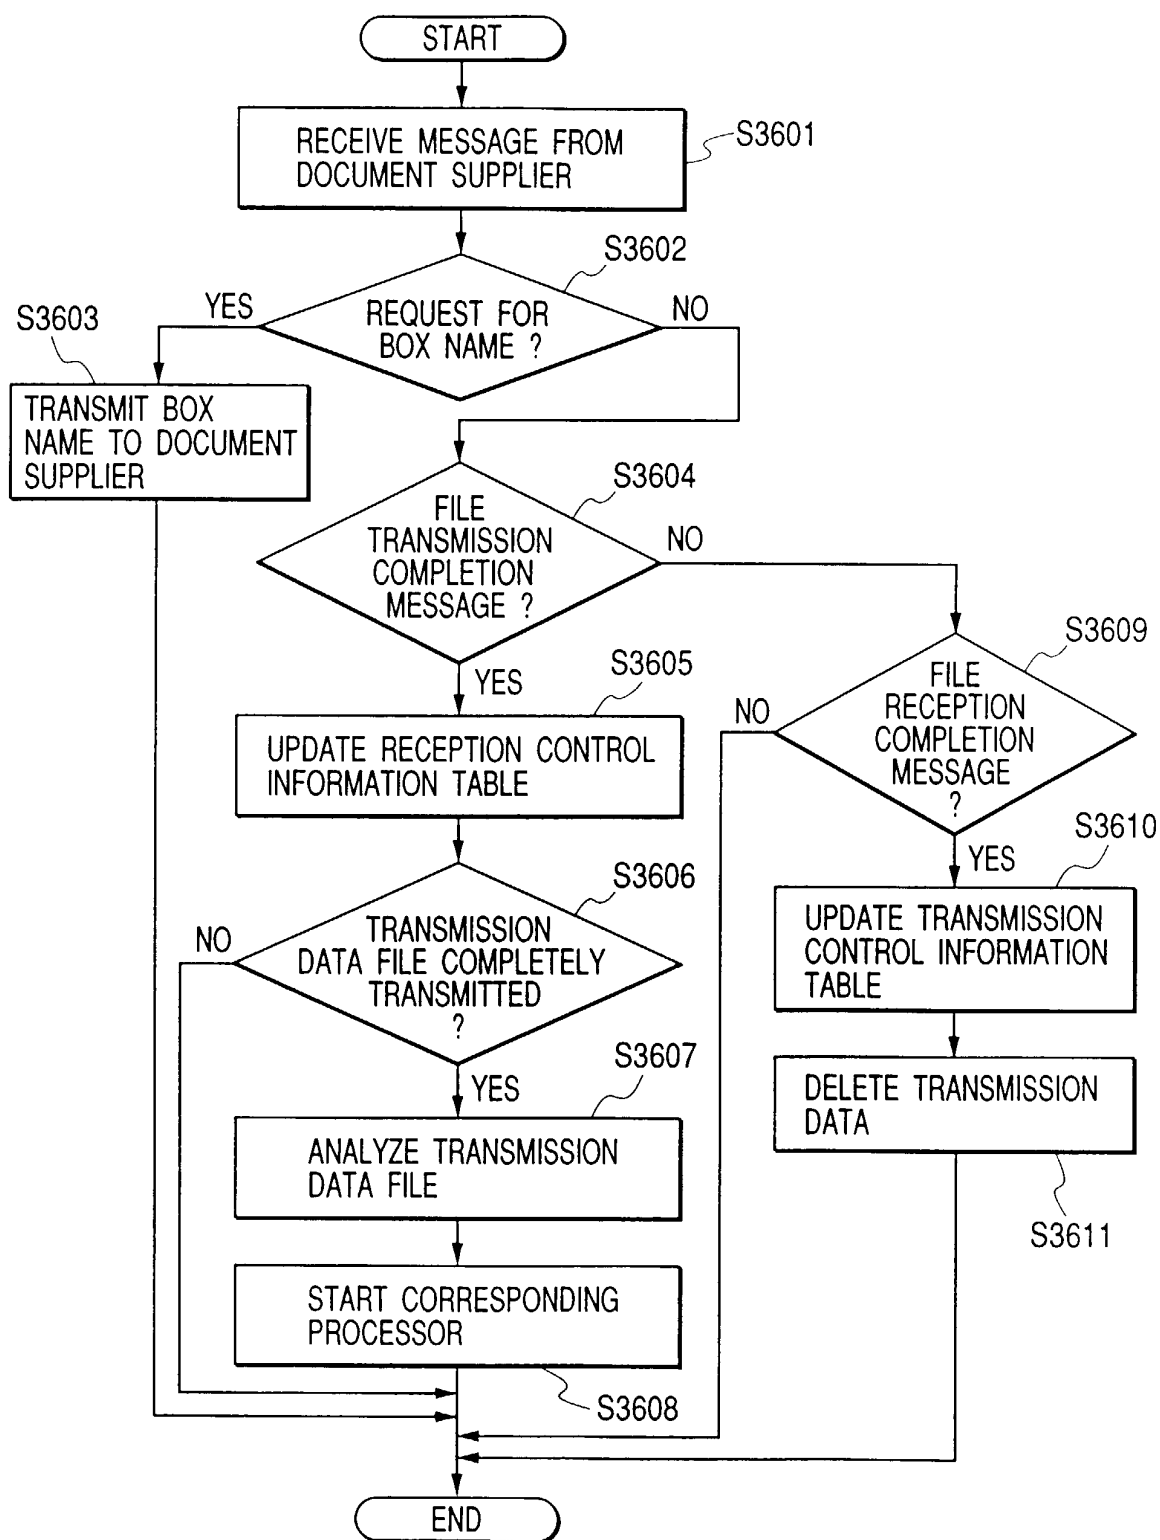 START
RECEIVE MESSAGE FROM
DOCUMENT SUPPLIER
S3601
S3602
REQUEST FOR
BOX NAME ?
YES
NO
S3603
TRANSMIT BOX
NAME TO DOCUMENT
SUPPLIER
S3604
FILE
TRANSMISSION
COMPLETION
MESSAGE ?
NO
YES
S3605
UPDATE RECEPTION CONTROL
INFORMATION TABLE
S3606
TRANSMISSION
DATA FILE COMPLETELY
TRANSMITTED
?
NO
YES
S3607
ANALYZE TRANSMISSION
DATA FILE
START CORRESPONDING
PROCESSOR
S3608
S3609
FILE
RECEPTION
COMPLETION
MESSAGE
?
NO
YES
S3610
UPDATE TRANSMISSION
CONTROL INFORMATION
TABLE
DELETE TRANSMISSION
DATA
S3611
END